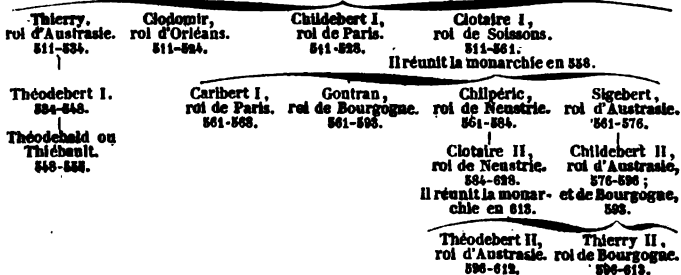 Thierry,
roi d'Austrasie.
511-534.
Clodomir,
roi d'Orléans.
511-524.
Childebert I,
roi de Paris.
511-528.
Clotaire I,
roi de Soissons.
511-561.
Il réunit la monarchie en 558.
Théodebert I.
534-548.
Théodebald ou
Thiébault.
548-555.
Caribert I,
roi de Paris.
561-568.
Gontran,
roi de Bourgogne.
561-593.
Chilpéric,
roi de Neustrie.
561-584.
Sigebert,
roi d'Austrasie.
561-576.
Clotaire II,
roi de Neustrie.
584-628.
Il réunit la monar-
chie en 613.
Childebert II,
roi d'Austrasie,
576-596 ;
et de Bourgogne,
593.
Théodebert II,
roi d'Austrasie.
596-612.
Thierry II,
roi de Bourgogne.
596-613.